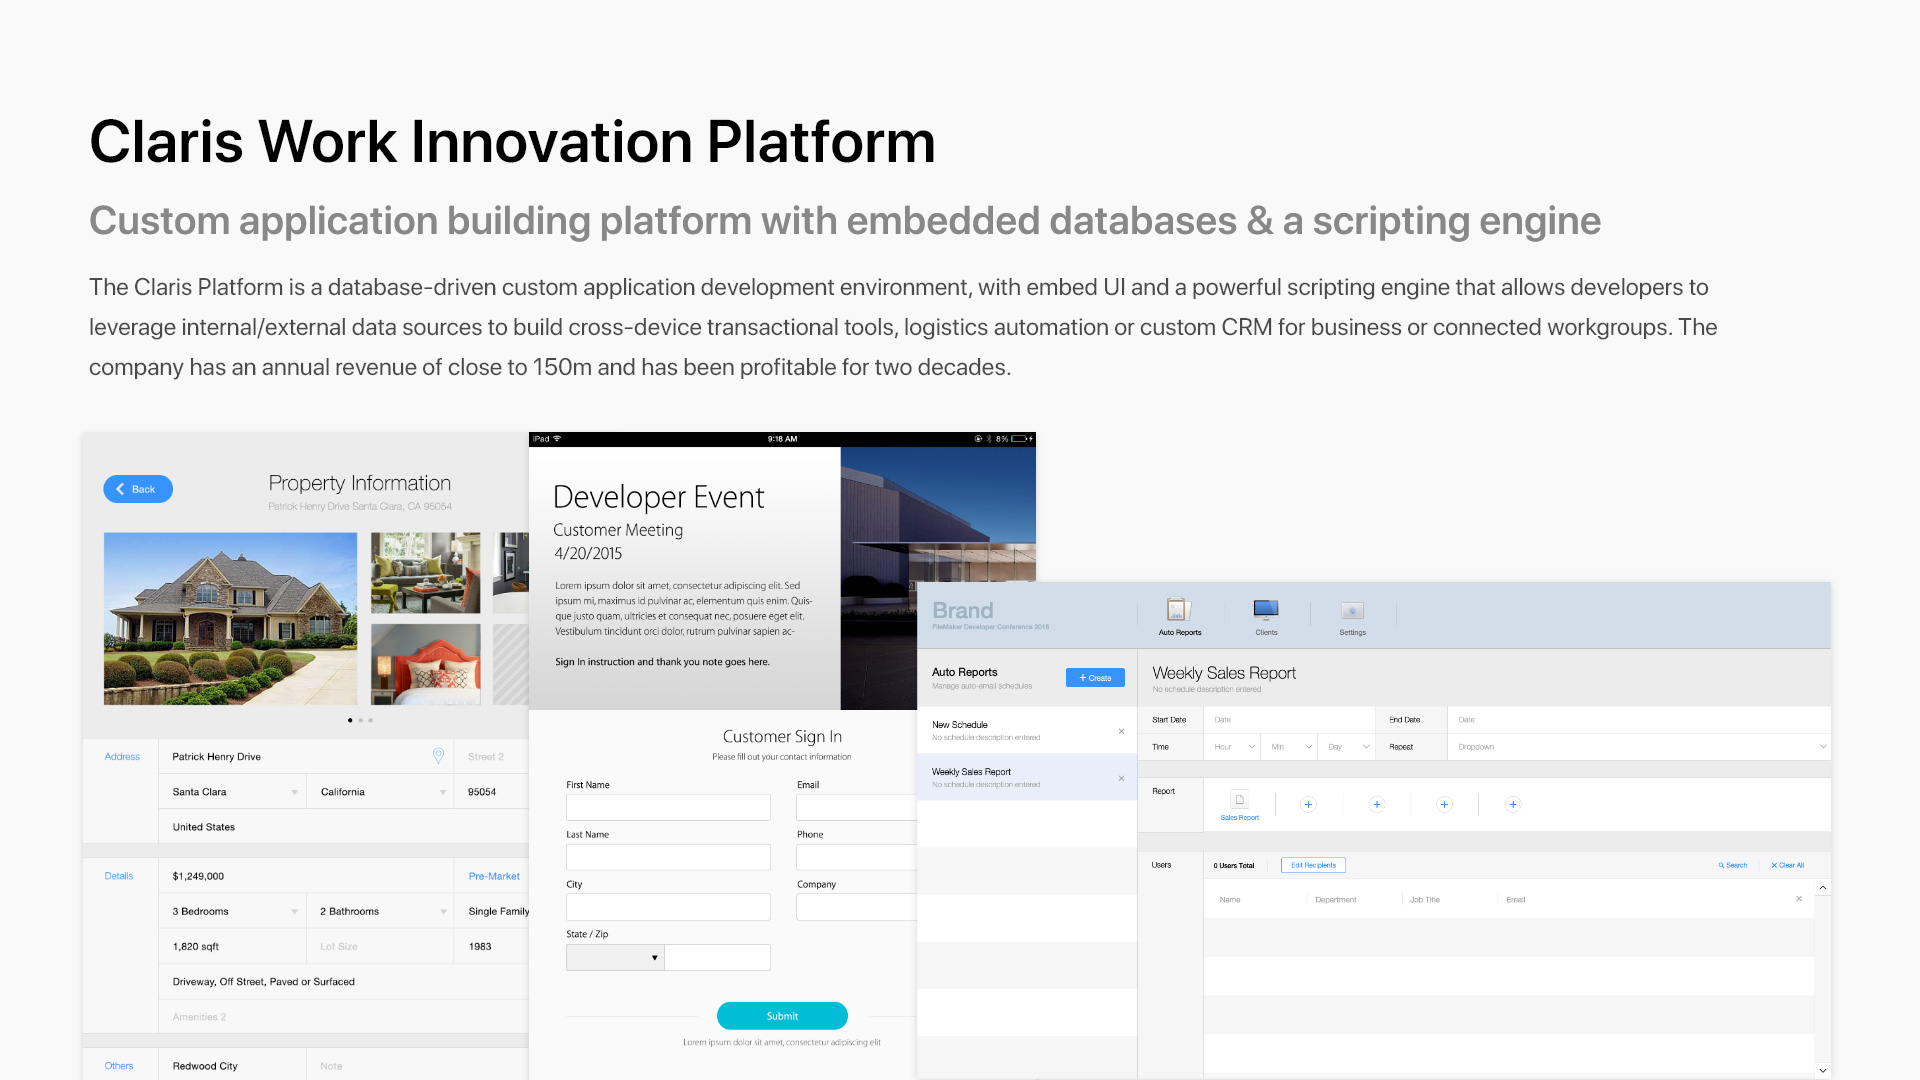 Claris Work Innovation Platform
Custom application building platform with embedded databases & a scripting engine
The Claris Platform is a database-driven custom application development environment, with embed UI and a powerful scripting engine that allows developers to
leverage internal/external data sources to build cross-device transactional tools, logistics automation or custom CRM for business or connected workgroups. The
company has an annual revenue of close to 150m and has been profitable for two decades.
Back
Property Information
Patrick Henry Drive Santa Clara, CA 95054
Address
Patrick Henry Drive
Street 2
Santa Clara
California
95054
United States
Details
$1,249,000
Pre-Market
3 Bedrooms
2 Bathrooms
Single Family
1,820 sqft
Lot Size
1983
Driveway, Off Street, Paved or Surfaced
Amenities 2
Others
Redwood City
Note
iPad
9:18 AM
8%
Developer Event
Customer Meeting
4/20/2015
Lorem ipsum dolor sit amet, consectetur adipiscing elit. Sed
ipsum mi, maximus id pulvinar ac, elementum quis enim. Quis-
que justo quam, ultricies et consequat nec, posuere eget elit.
Vestibulum tincidunt orci dolor, rutrum pulvinar sapien ac-
Sign In instruction and thank you note goes here.
Customer Sign In
Please fill out your contact information
First Name
Email
Last Name
Phone
City
Company
State / Zip
Submit
Lorem ipsum dolor sit amet, consectetur adipiscing elit
Brand
FileMaker Developer Conference 2016
Auto Reports
Clients
Settings
Auto Reports
Manage auto-email schedules
+ Create
New Schedule
No schedule description entered
Weekly Sales Report
No schedule description entered
Weekly Sales Report
No schedule description entered
Start Date
Date
End Date
Date
Time
Hour
Min
Day
Repeat
Dropdown
Report
Sales Report
Users
0 Users Total
Edit Recipients
Search
Clear All
Name
Department
Job Title
Email